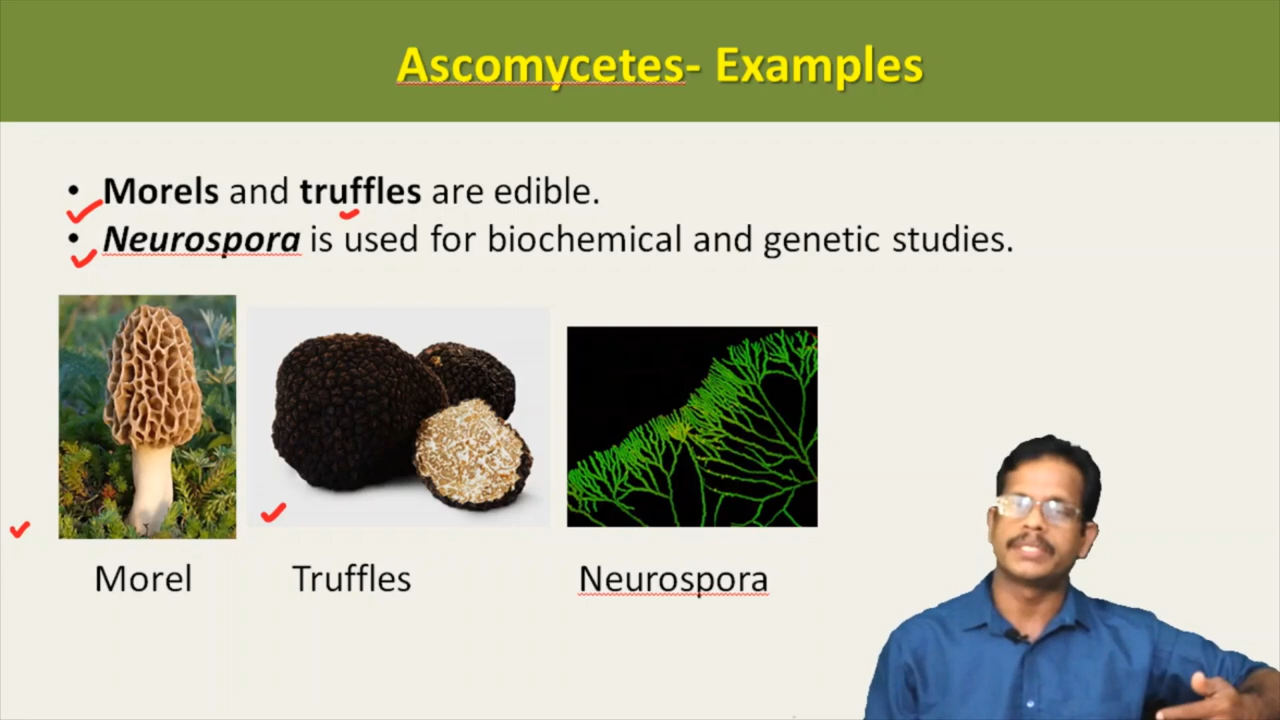 Ascomycetes- Examples
• Morels and truffles are edible.
• Neurospora is used for biochemical and genetic studies.
Morel
Truffles
Neurospora